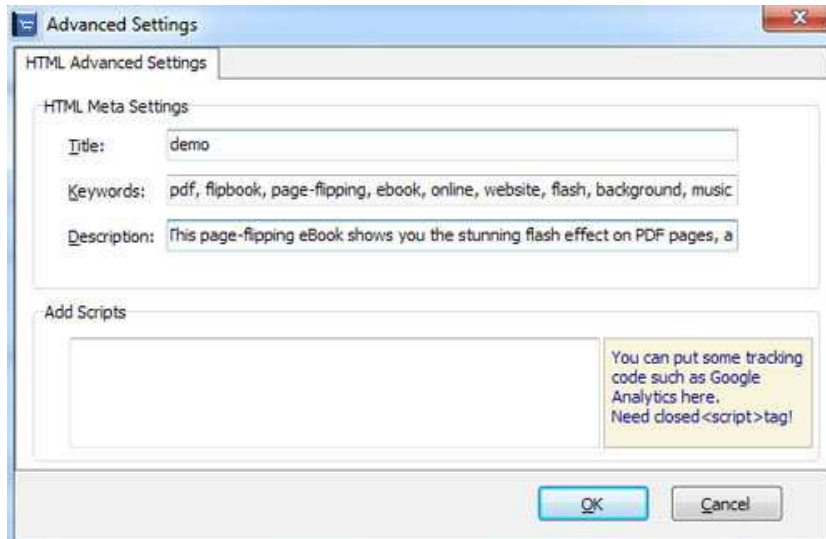 Advanced Settings
HTML Advanced Settings
HTML Meta Settings
Title: demo
Keywords: pdf, flipbook, page-flipping, ebook, online, website, flash, background, music
Description: This page-flipping eBook shows you the stunning flash effect on PDF pages, a
Add Scripts
You can put some tracking
code such as Google
Analytics here.
Need closed<script>tag!
OK Cancel